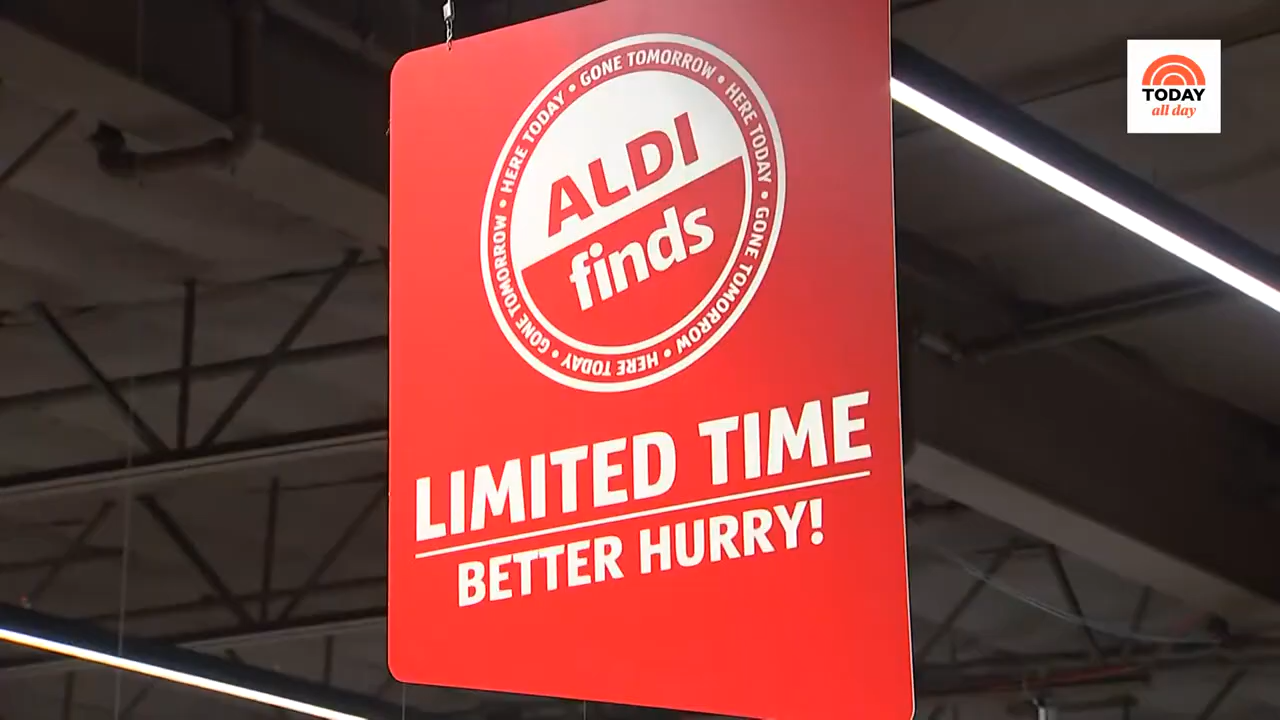 GONE TOMORROW • HERE TODAY • GONE TOMORROW • HERE TODAY • GONE TOMORROW • HERE TODAY •
ALDI
finds
LIMITED TIME
BETTER HURRY!
TODAY
all day